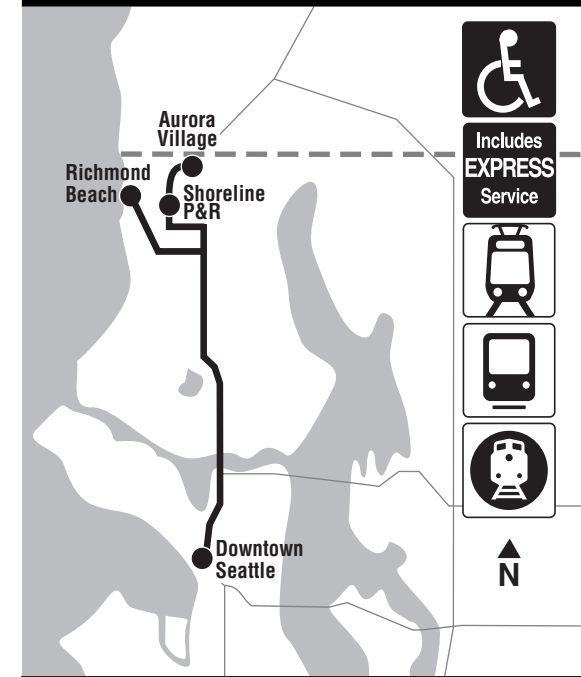 Aurora
Village
Richmond
Beach
Shoreline
P&R
Downtown
Seattle
Includes
EXPRESS
Service
N